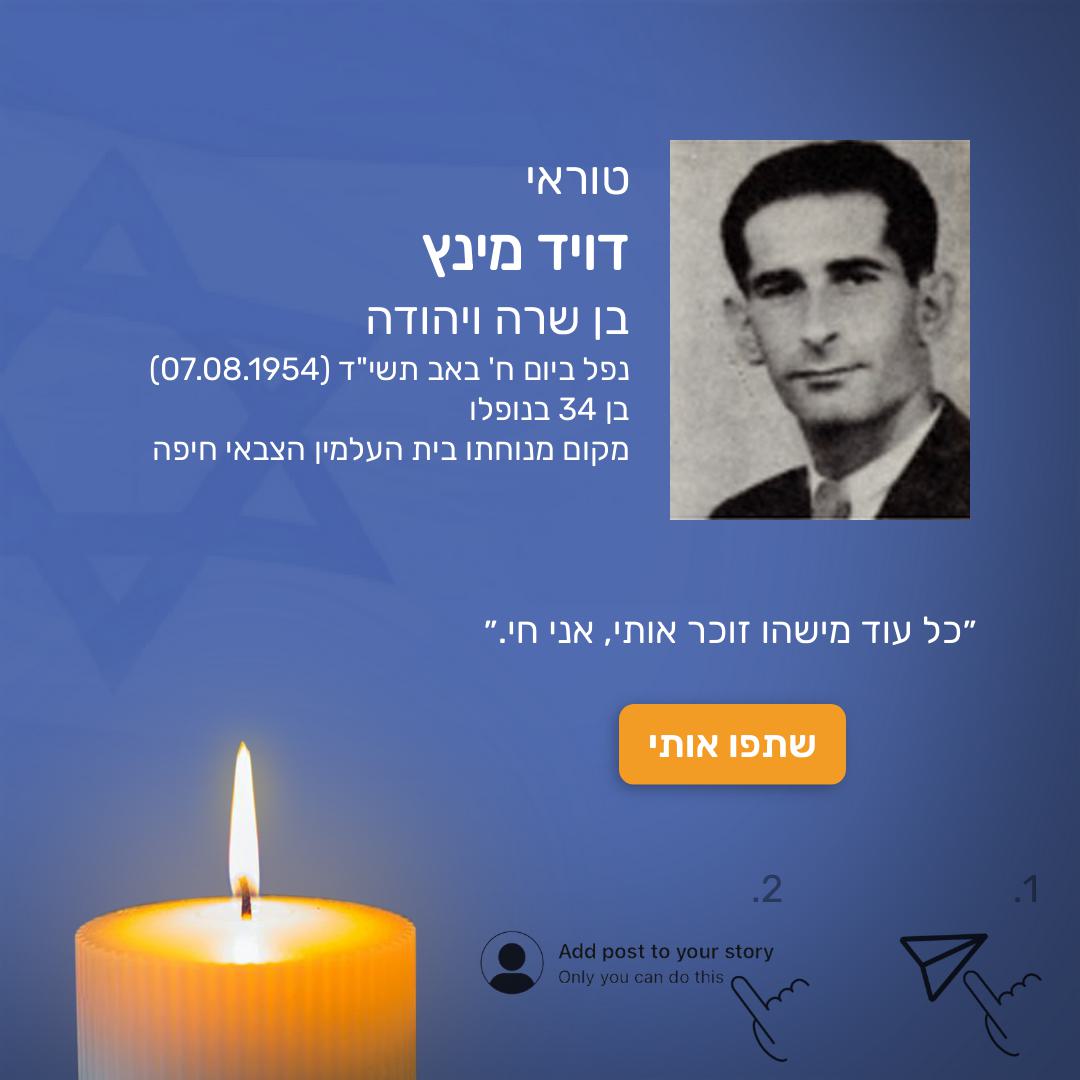 טוראי
דויד מינץ
בן שרה ויהודה
נפל ביום ח' באב תשי"ד (07.08.1954)
בן 34 בנופלו
מקום מנוחתו בית העלמין הצבאי חיפה
״כל עוד מישהו זוכר אותי, אני חי.״
שתפו אותי
1.
2.
Add post to your story
Only you can do this